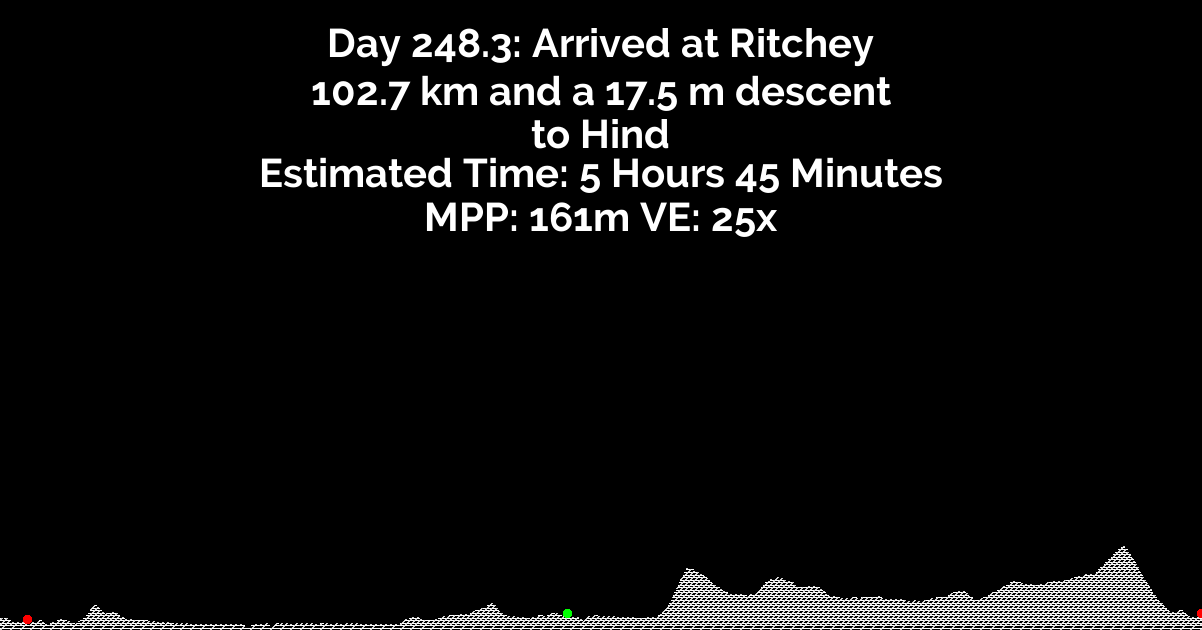 Day 248.3: Arrived at Ritchey
102.7 km and a 17.5 m descent
to Hind
Estimated Time: 5 Hours 45 Minutes
MPP: 161m VE: 25x